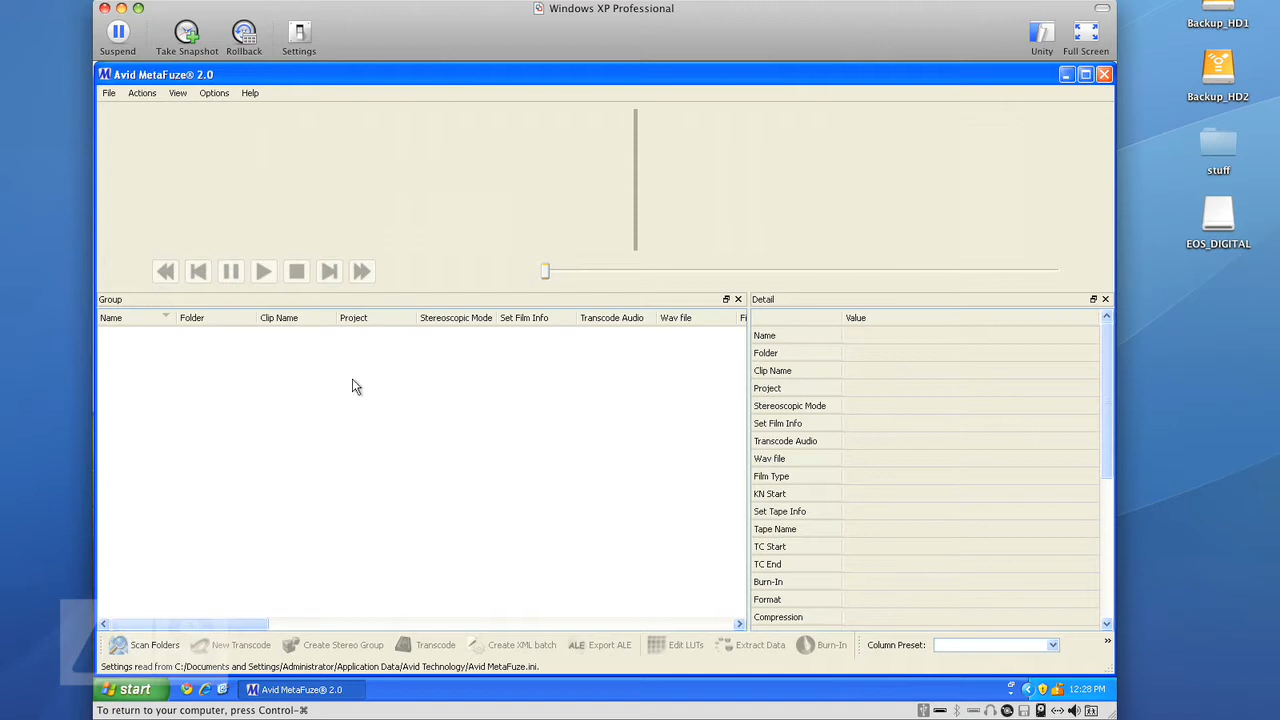 Windows XP Professional
Suspend
Take Snapshot
Rollback
Settings
Unity
Full Screen
Backup_HD1
Backup_HD2
stuff
EOS_DIGITAL
Avid MetaFuze® 2.0
File Actions View Options Help
Group
Name Folder Clip Name Project Stereoscopic Mode Set Film Info Transcode Audio Wav file Fi
Detail
Value
Name
Folder
Clip Name
Project
Stereoscopic Mode
Set Film Info
Transcode Audio
Wav file
Film Type
KN Start
Set Tape Info
Tape Name
TC Start
TC End
Burn-In
Format
Compression
Scan Folders New Transcode Create Stereo Group Transcode Create XML batch ALE Export ALE Edit LUTs Extract Data Burn-In Column Preset: »
Settings read from C:/Documents and Settings/Administrator/Application Data/Avid Technology/Avid MetaFuze.ini.
start Avid MetaFuze® 2.0 12:28 PM
To return to your computer, press Control-⌘